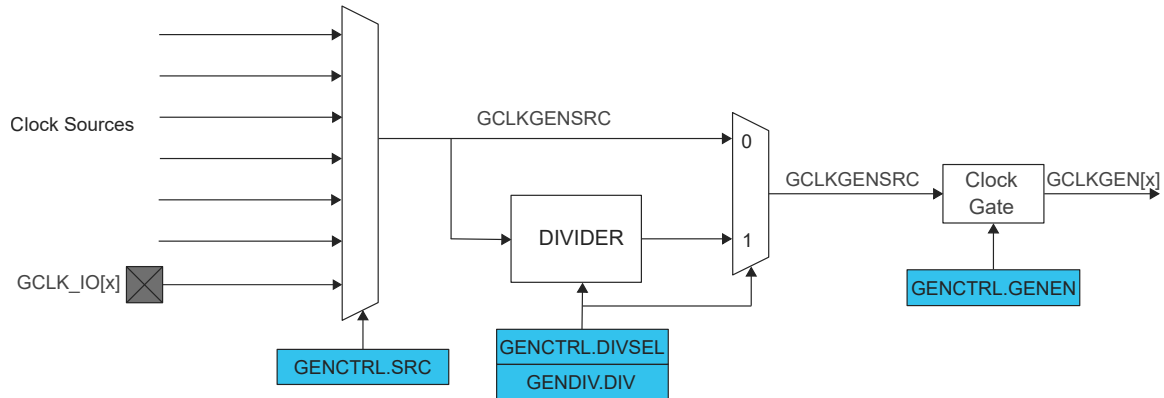 Clock Sources
GCLK_IO[x]
GENCTRL.SRC
GCLKGENSRC
DIVIDER
0
1
GENCTRL.DIVSEL
GENDIV.DIV
GCLKGENSRC
Clock
Gate
GCLKGEN[x]
GENCTRL.GENEN